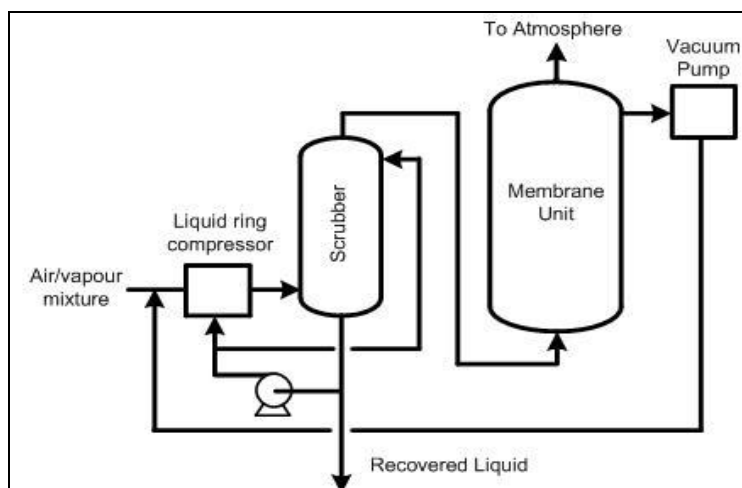 To Atmosphere
Vacuum
Pump
Membrane
Unit
Scrubber
Liquid ring
compressor
Air/vapour
mixture
Recovered Liquid